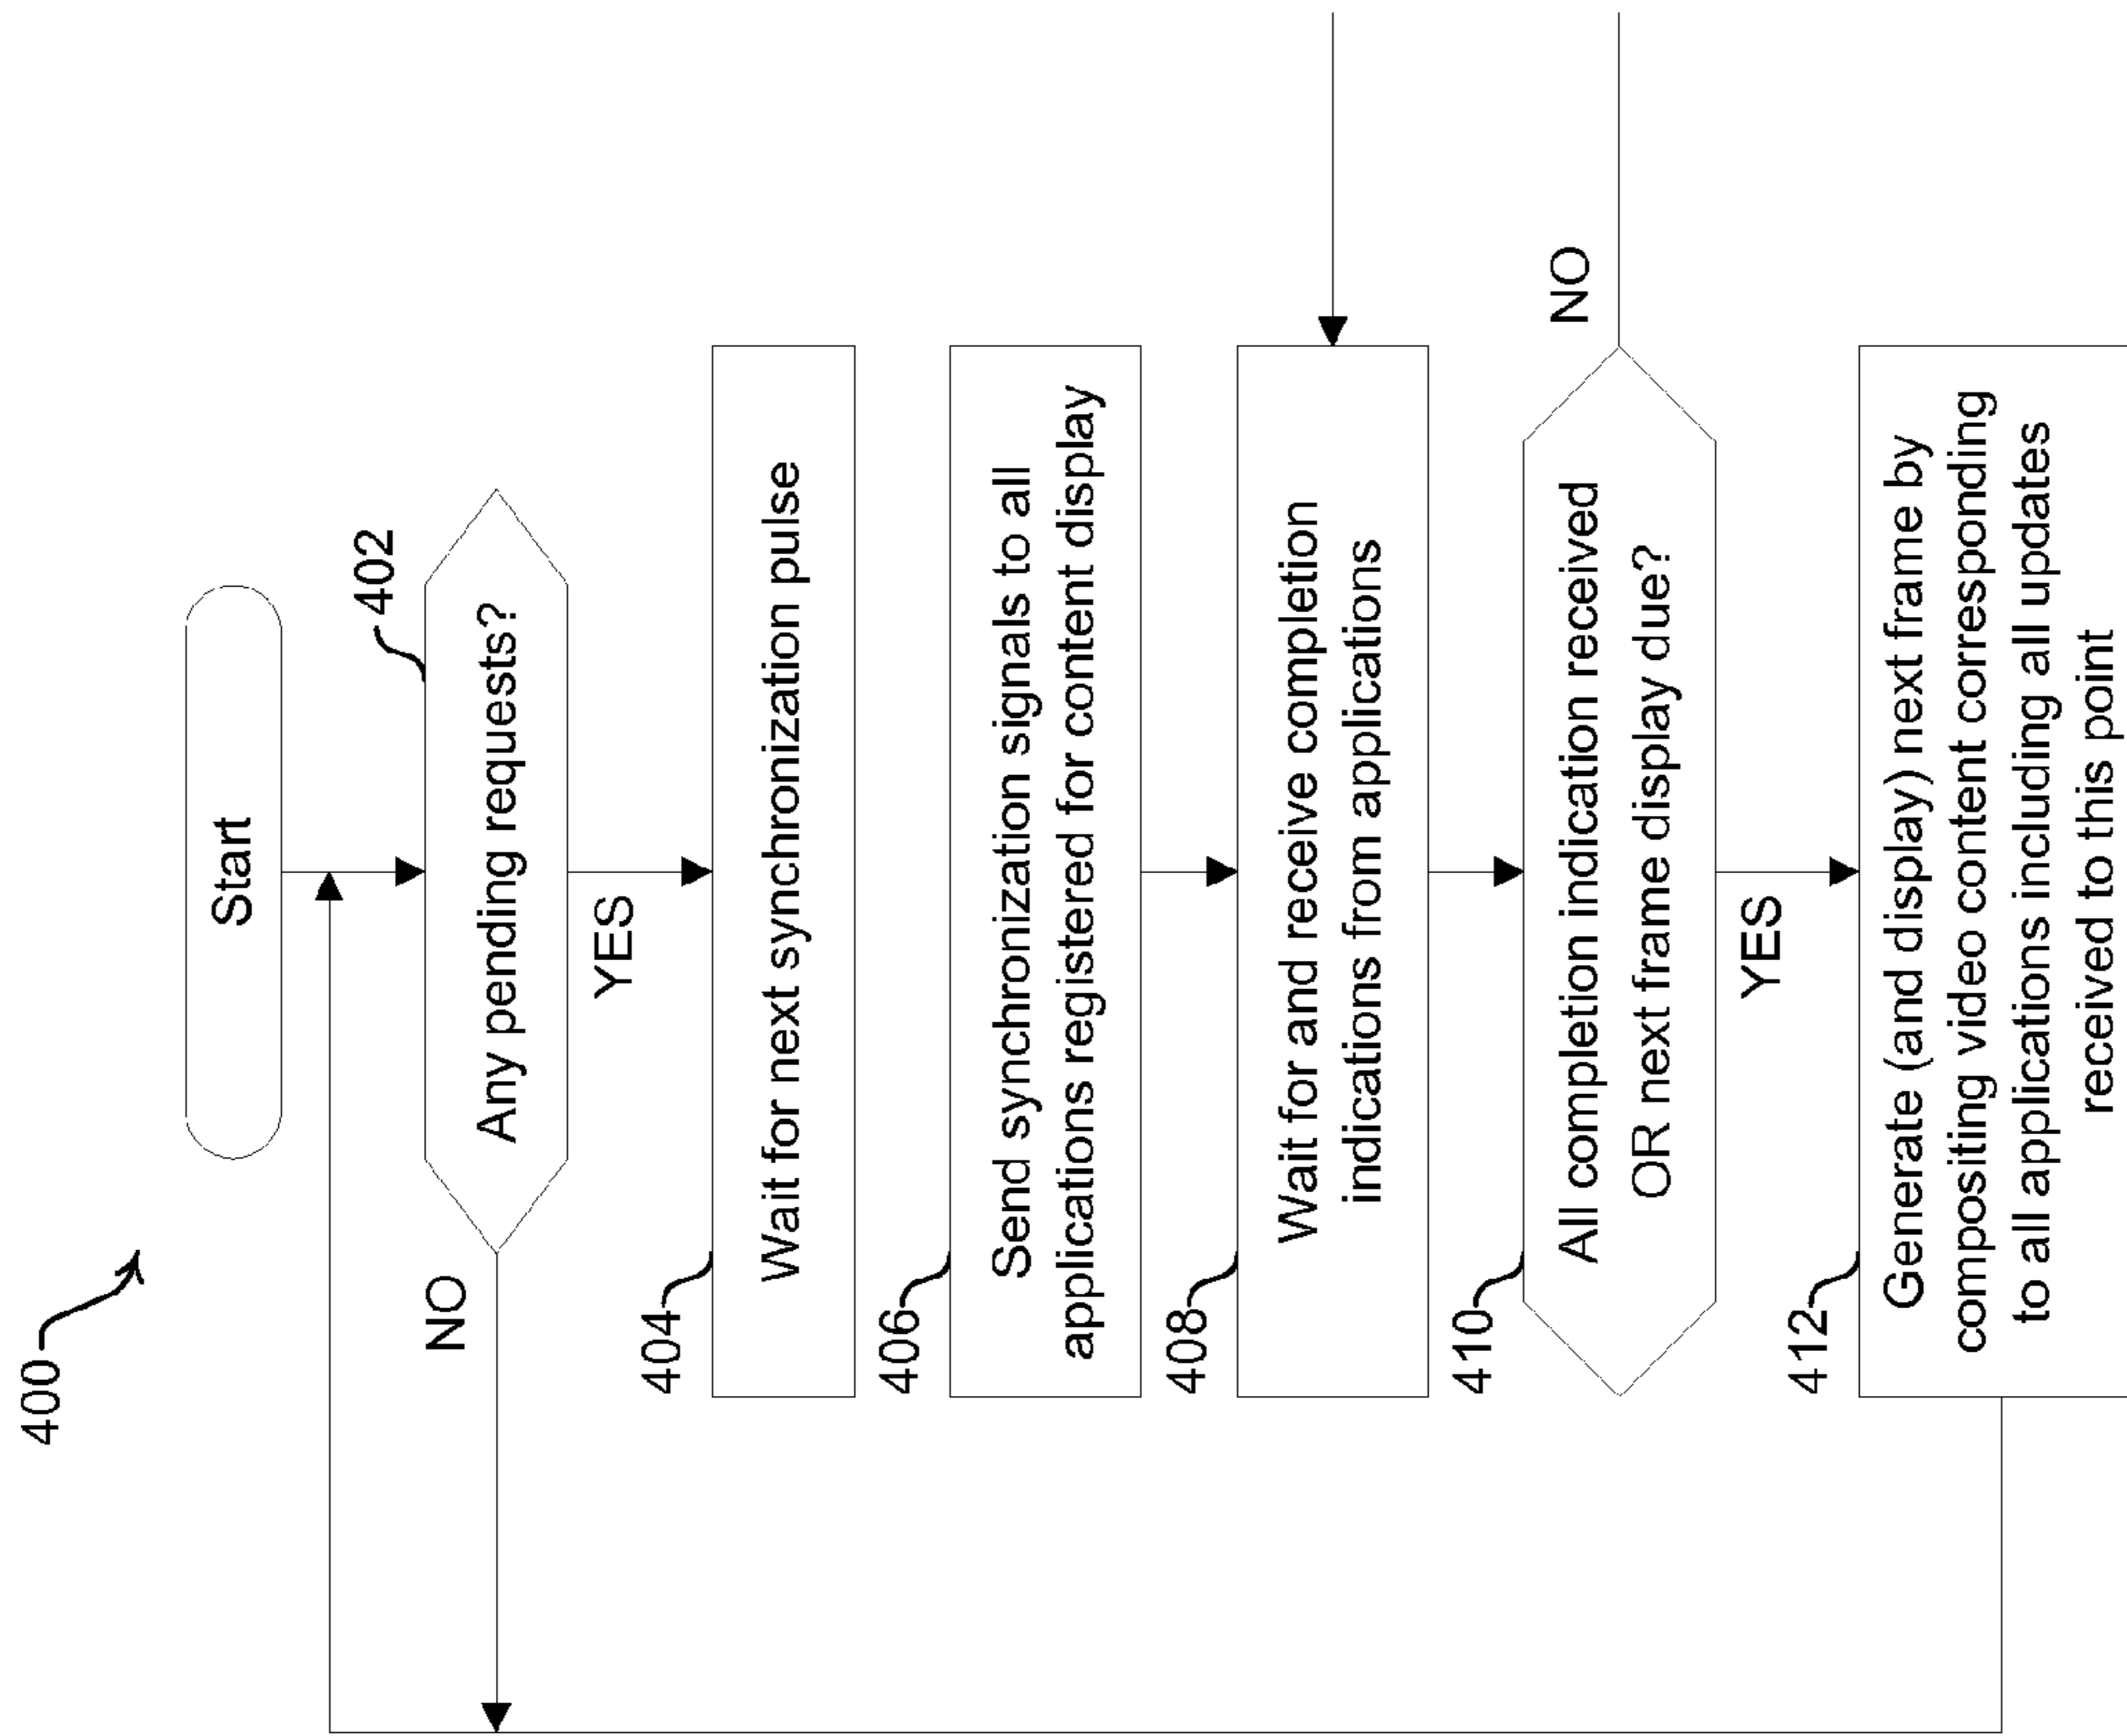 400
Start
402
Any pending requests?
NO
YES
404
Wait for next synchronization pulse
406
Send synchronization signals to all
applications registered for content display
408
Wait for and receive completion
indications from applications
410
All completion indication received
OR next frame display due?
NO
YES
412
Generate (and display) next frame by
compositing video content corresponding
to all applications including all updates
received to this point